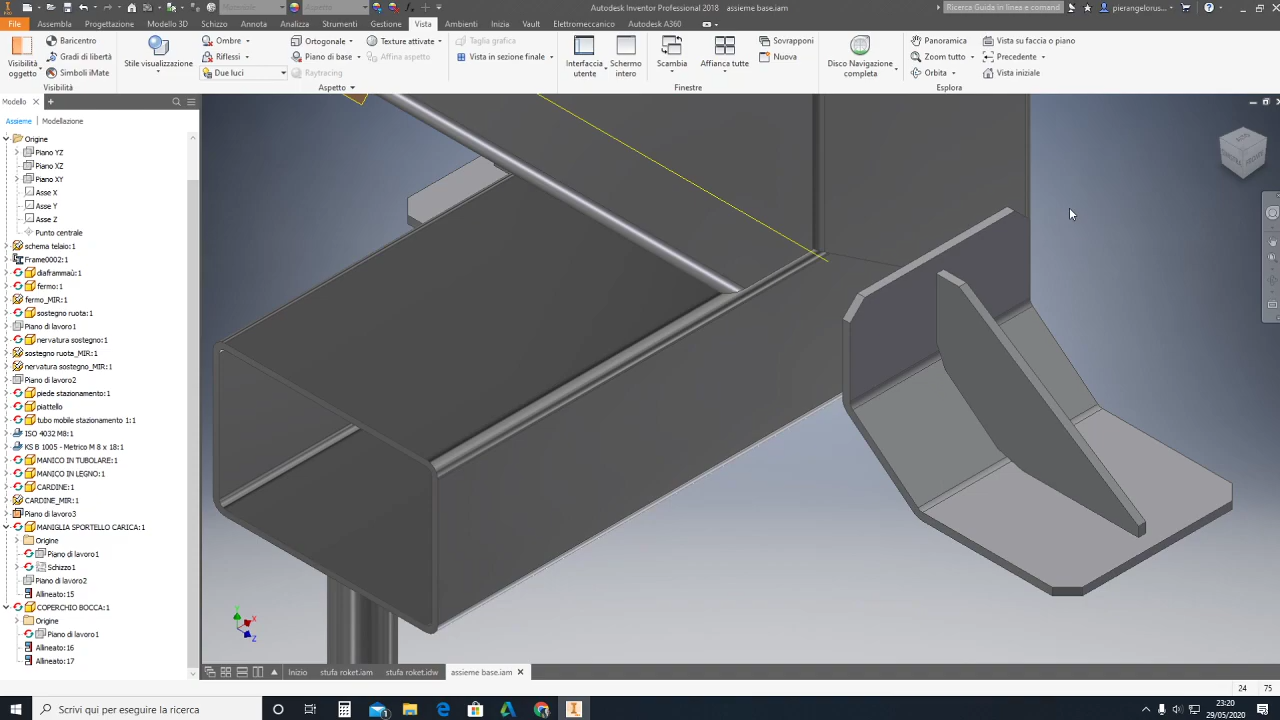 Autodesk Inventor Professional 2018   assieme base.iam
Materiale
Aspetto
Ricerca Guida in linea e comand
pierangelorus...
File
Assembla
Progettazione
Modello 3D
Schizzo
Annota
Analizza
Strumenti
Gestione
Vista
Ambienti
Inizia
Vault
Elettromeccanico
Autodesk A360
Visibilità oggetto
Baricentro
Gradi di libertà
Simboli iMate
Visibilità
Stile visualizzazione
Ombre
Riflessi
Due luci
Ortogonale
Piano di base
Raytracing
Texture attivate
Affina aspetto
Aspetto
Taglia grafica
Vista in sezione finale
Interfaccia utente
Schermo intero
Scambia
Affianca tutte
Sovrapponi
Nuova
Finestre
Disco Navigazione completa
Panoramica
Zoom tutto
Orbita
Vista su faccia o piano
Precedente
Vista iniziale
Esplora
Modello
Assieme
Modellazione
Origine
Piano YZ
Piano XZ
Piano XY
Asse X
Asse Y
Asse Z
Punto centrale
schema telaio:1
Frame0002:1
diaframmaù:1
fermo:1
fermo_MIR:1
sostegno ruota:1
Piano di lavoro1
nervatura sostegno:1
sostegno ruota_MIR:1
nervatura sostegno_MIR:1
Piano di lavoro2
piede stazionamento:1
piattello
tubo mobile stazionamento 1:1
ISO 4032 M8:1
KS B 1005 - Metrico M 8 x 18:1
MANICO IN TUBOLARE:1
MANICO IN LEGNO:1
CARDINE:1
CARDINE_MIR:1
Piano di lavoro3
MANIGLIA SPORTELLO CARICA:1
Origine
Piano di lavoro1
Schizzo1
Piano di lavoro2
Allineato:15
COPERCHIO BOCCA:1
Origine
Piano di lavoro1
Allineato:16
Allineato:17
Y
X
Z
Inizio
stufa roket.iam
stufa roket.idw
assieme base.iam
24
75
Scrivi qui per eseguire la ricerca
23:20
29/05/2020